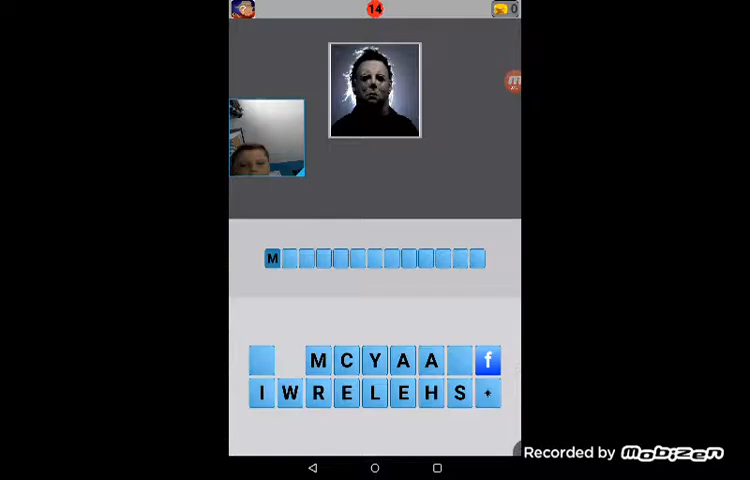 14
0
M
M C Y A A f
I W R E L E H S +
Recorded by Mobizen